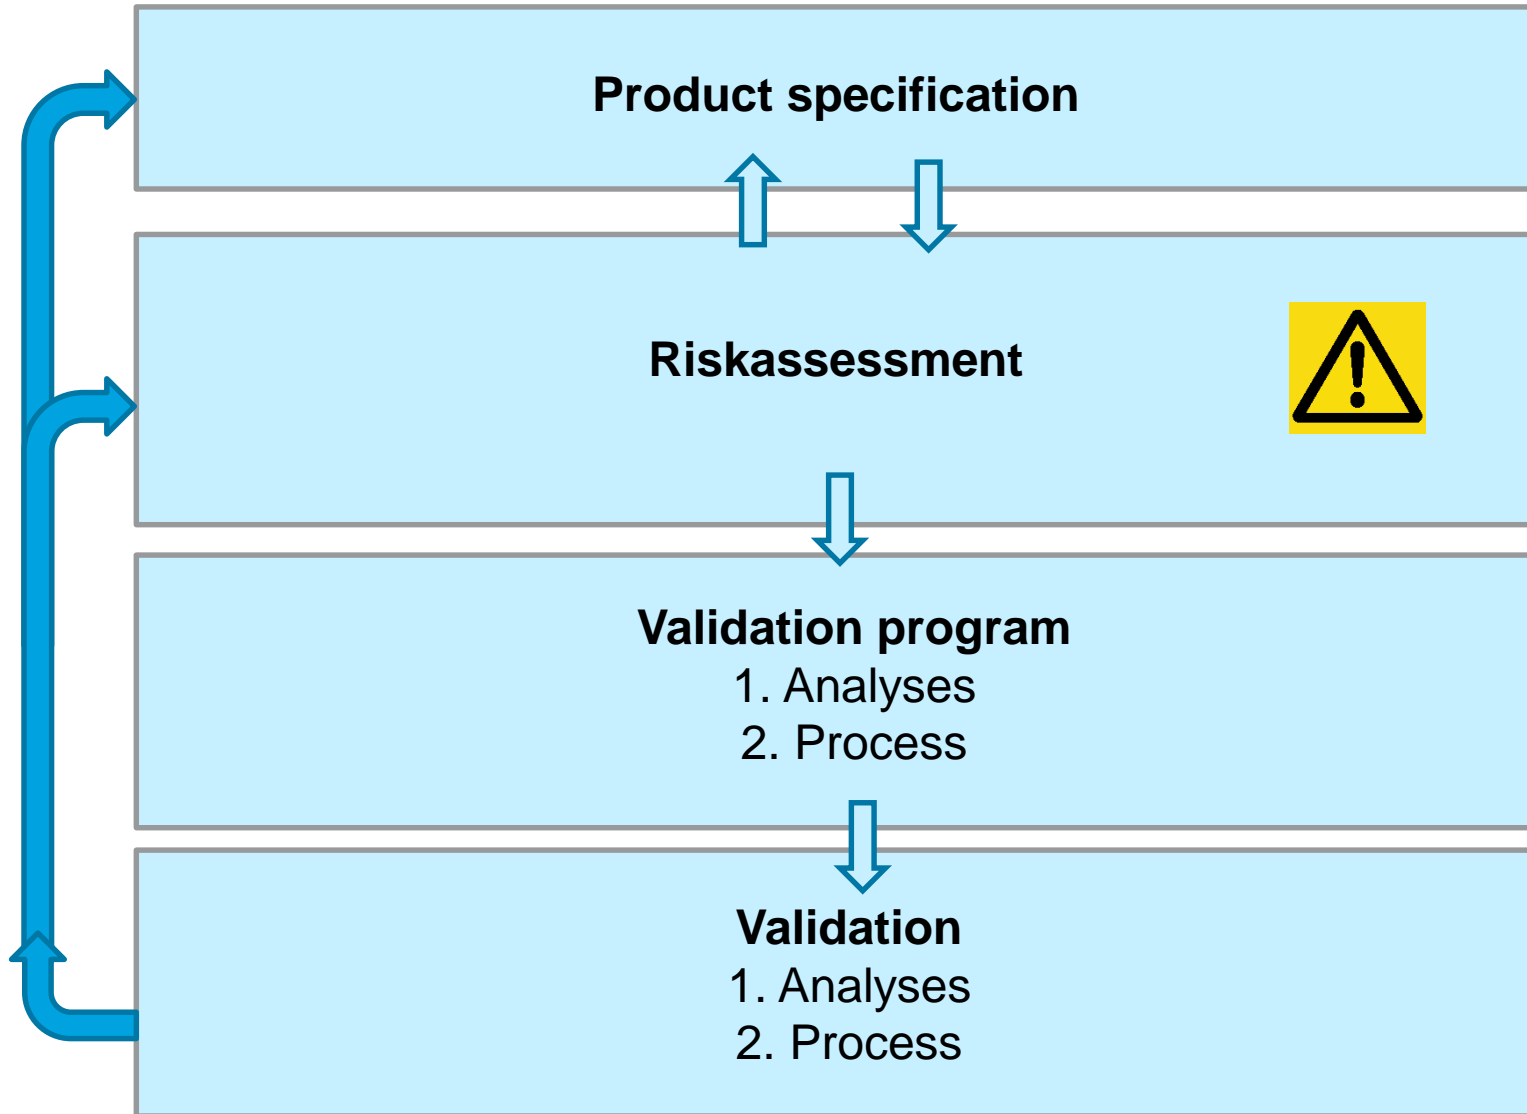 Product specification
Riskassessment
Validation program
1. Analyses
2. Process
Validation
1. Analyses
2. Process